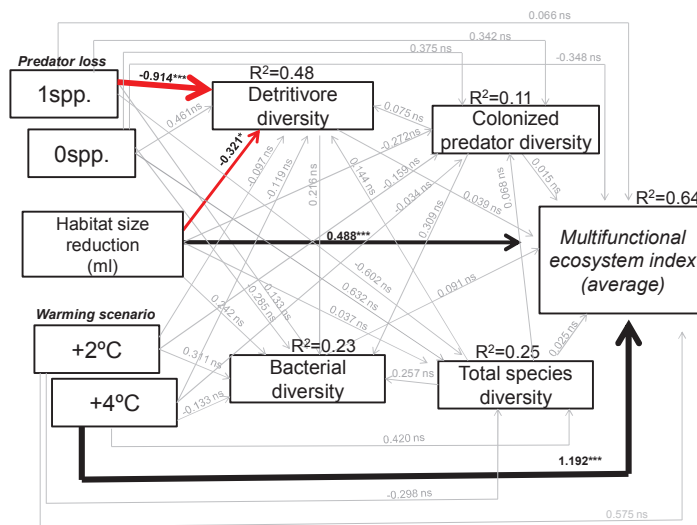 0.066 ns
0.342 ns
0.375 ns
-0.348 ns
Predator loss
-0.914***
R²=0.48
R²=0.11
1spp.
Detritivore
diversity
0.461ns
0.075 ns
Colonized
predator diversity
0spp.
-0.321*
-0.272ns
-0.097 ns
-0.119 ns
0.216 ns
0.144 ns
-0.159 ns
-0.034 ns
0.309 ns
0.039 ns
0.068 ns
0.015 ns
R²=0.64
Habitat size
reduction
(ml)
0.488***
Multifunctional
ecosystem index
(average)
-0.602 ns
0.632 ns
0.037 ns
0.091 ns
0.242 ns
0.285 ns
0.133 ns
0.025 ns
Warming scenario
+2ºC
0.311ns
R²=0.23
R²=0.25
Bacterial
diversity
0.257 ns
Total species
diversity
+4ºC
-0.133 ns
0.420 ns
1.192***
-0.298 ns
0.575 ns